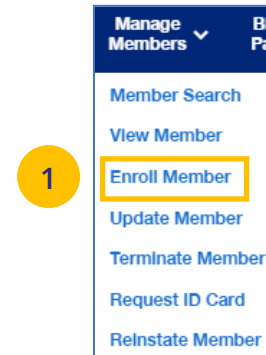 Manage
Members
Member Search
View Member
1
Enroll Member
Update Member
Terminate Member
Request ID Card
Reinstate Member